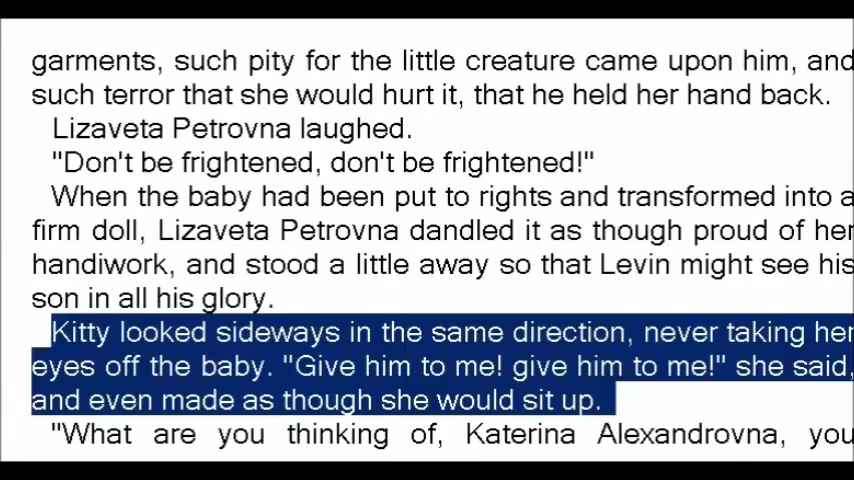 garments, such pity for the little creature came upon him, and
such terror that she would hurt it, that he held her hand back.
Lizaveta Petrovna laughed.
"Don't be frightened, don't be frightened!"
When the baby had been put to rights and transformed into a
firm doll, Lizaveta Petrovna dandled it as though proud of her
handiwork, and stood a little away so that Levin might see his
son in all his glory.
Kitty looked sideways in the same direction, never taking her
eyes off the baby. "Give him to me! give him to me!" she said,
and even made as though she would sit up.
"What are you thinking of, Katerina Alexandrovna, you